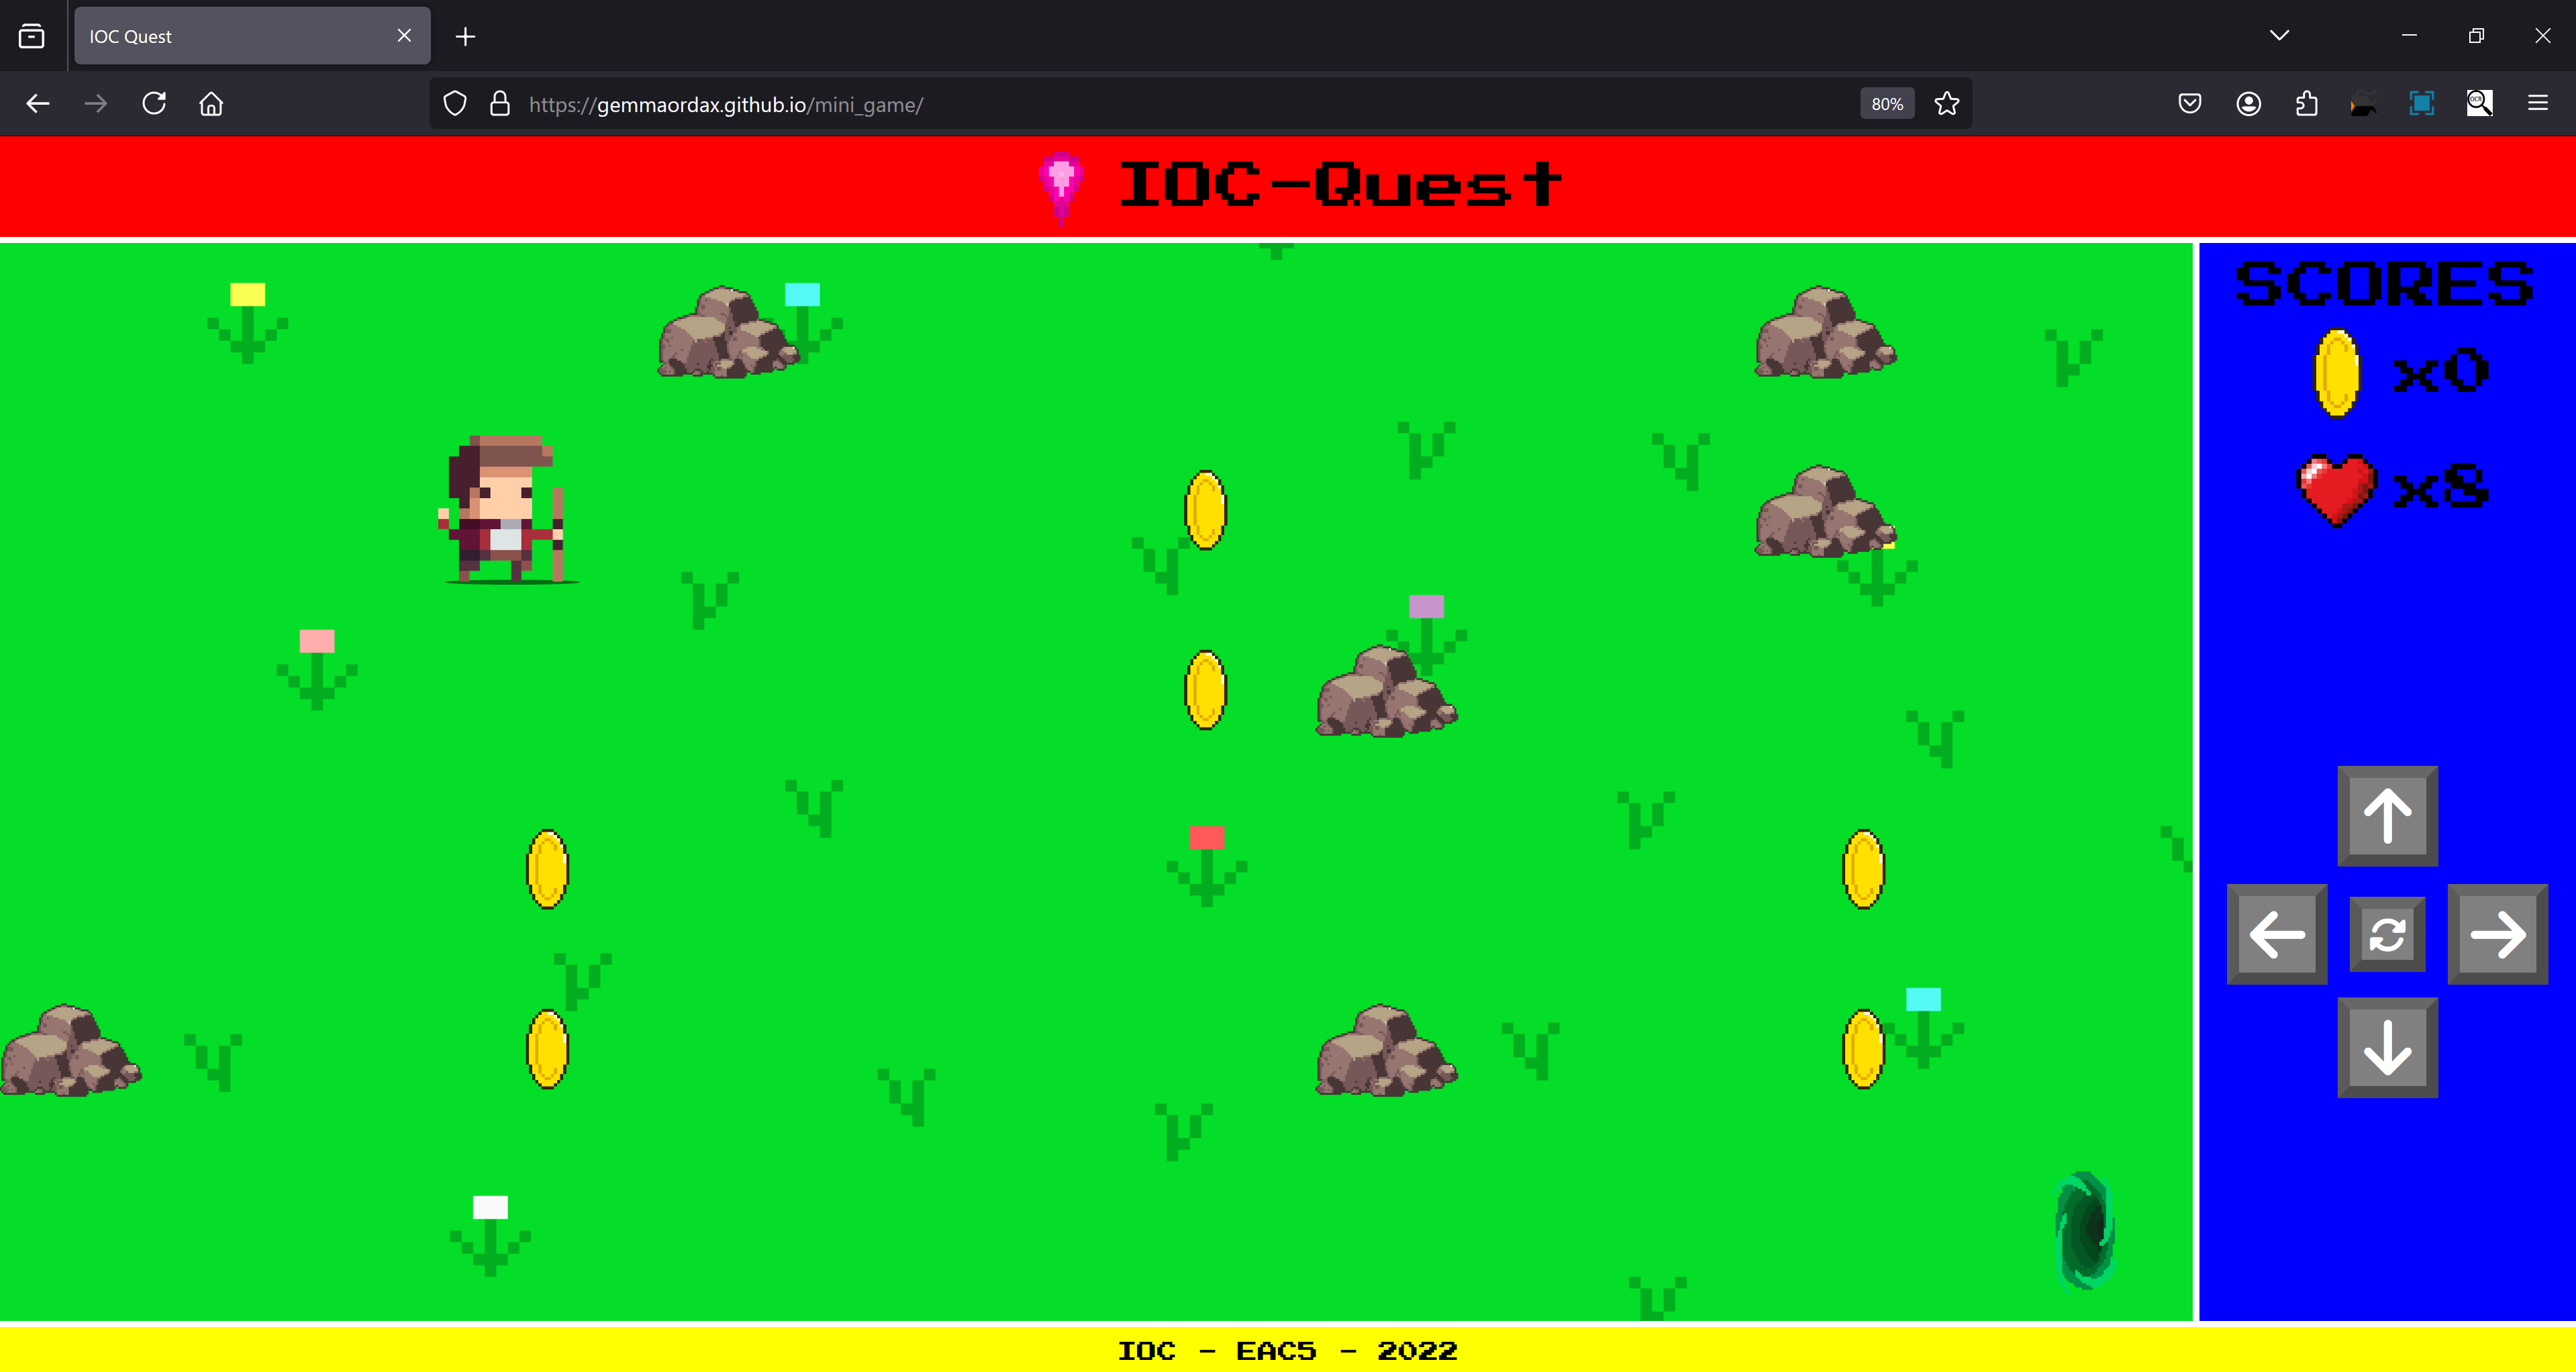 IOC Quest
https://gemmaordax.github.io/mini_game/
80%
IOC-Quest
SCORES
x0
x8
IOC - EAC5 - 2022